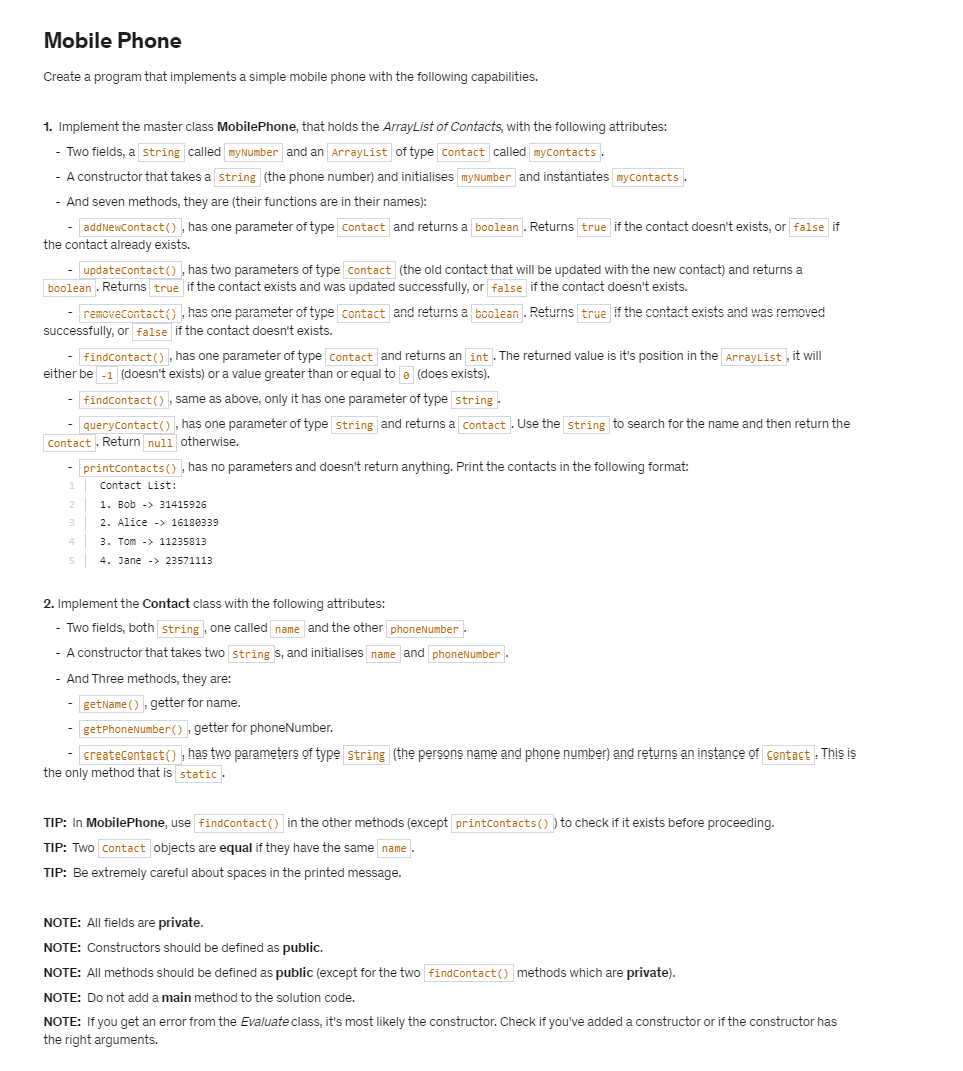 Mobile Phone
Create a program that implements a simple mobile phone with the following capabilities.
1. Implement the master class MobilePhone, that holds the ArrayList of Contacts, with the following attributes:
- Two fields, a String called myNumber and an ArrayList of type Contact called myContacts.
- A constructor that takes a String (the phone number) and initialises myNumber and instantiates myContacts.
- And seven methods, they are (their functions are in their names):
- addNewContact(), has one parameter of type Contact and returns a boolean. Returns true if the contact doesn't exists, or false if
the contact already exists.
- updateContact(), has two parameters of type Contact (the old contact that will be updated with the new contact) and returns a
boolean. Returns true if the contact exists and was updated successfully, or false if the contact doesn't exists.
- removeContact(), has one parameter of type Contact and returns a boolean. Returns true if the contact exists and was removed
successfully, or false if the contact doesn't exists.
- findContact(), has one parameter of type Contact and returns an int. The returned value is it's position in the ArrayList, it will
either be -1 (doesn't exists) or a value greater than or equal to 0 (does exists).
- findContact(), same as above, only it has one parameter of type String.
- queryContact(), has one parameter of type String and returns a Contact. Use the String to search for the name and then return the
Contact. Return null otherwise.
- printContacts(), has no parameters and doesn't return anything. Print the contacts in the following format:
1 Contact List:
2 1. Bob -> 31415926
3 2. Alice -> 16180339
4 3. Tom -> 11235813
5 4. Jane -> 23571113
2. Implement the Contact class with the following attributes:
- Two fields, both String, one called name and the other phoneNumber.
- A constructor that takes two Strings, and initialises name and phoneNumber.
- And Three methods, they are:
- getName(), getter for name.
- getPhoneNumber(), getter for phoneNumber.
- createContact(), has two parameters of type String (the persons name and phone number) and returns an instance of Contact. This is
the only method that is static.
TIP: In MobilePhone, use findContact() in the other methods (except printContacts()) to check if it exists before proceeding.
TIP: Two Contact objects are equal if they have the same name.
TIP: Be extremely careful about spaces in the printed message.
NOTE: All fields are private.
NOTE: Constructors should be defined as public.
NOTE: All methods should be defined as public (except for the two findContact() methods which are private).
NOTE: Do not add a main method to the solution code.
NOTE: If you get an error from the Evaluate class, it's most likely the constructor. Check if you've added a constructor or if the constructor has
the right arguments.